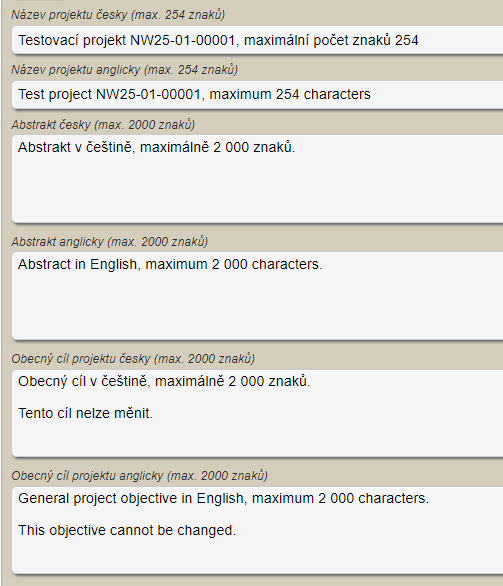 Název projektu česky (max. 254 znaků)
Testovací projekt NW25-01-00001, maximální počet znaků 254
Název projektu anglicky (max. 254 znaků)
Test project NW25-01-00001, maximum 254 characters
Abstrakt česky (max. 2000 znaků)
Abstrakt v češtině, maximálně 2 000 znaků.
Abstrakt anglicky (max. 2000 znaků)
Abstract in English, maximum 2 000 characters.
Obecný cíl projektu česky (max. 2000 znaků)
Obecný cíl v češtině, maximálně 2 000 znaků.
Tento cíl nelze měnit.
Obecný cíl projektu anglicky (max. 2000 znaků)
General project objective in English, maximum 2 000 characters.
This objective cannot be changed.